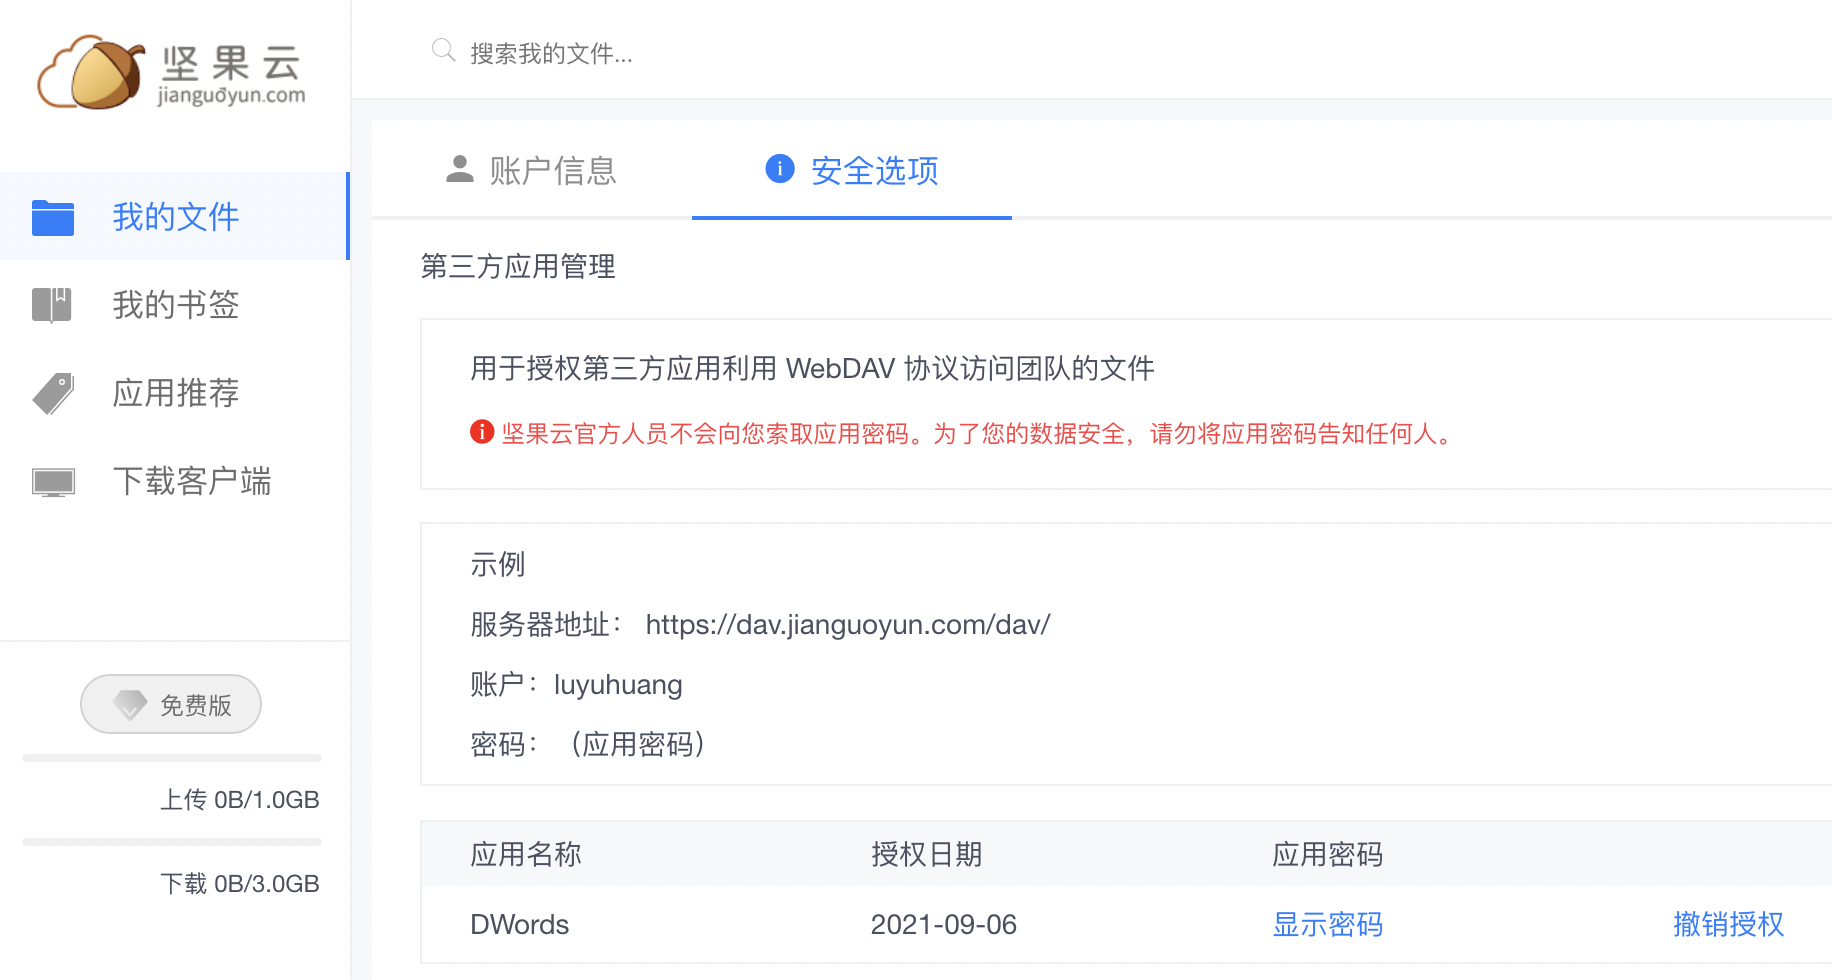 坚果云
jianguoyun.com
搜索我的文件...
账户信息
安全选项
我的文件
我的书签
应用推荐
下载客户端
免费版
上传 0B/1.0GB
下载 0B/3.0GB
第三方应用管理
用于授权第三方应用利用 WebDAV 协议访问团队的文件
坚果云官方人员不会向您索取应用密码。为了您的数据安全，请勿将应用密码告知任何人。
示例
服务器地址： https://dav.jianguoyun.com/dav/
账户：luyuhuang
密码：（应用密码）
应用名称 授权日期 应用密码
DWords 2021-09-06 显示密码 撤销授权